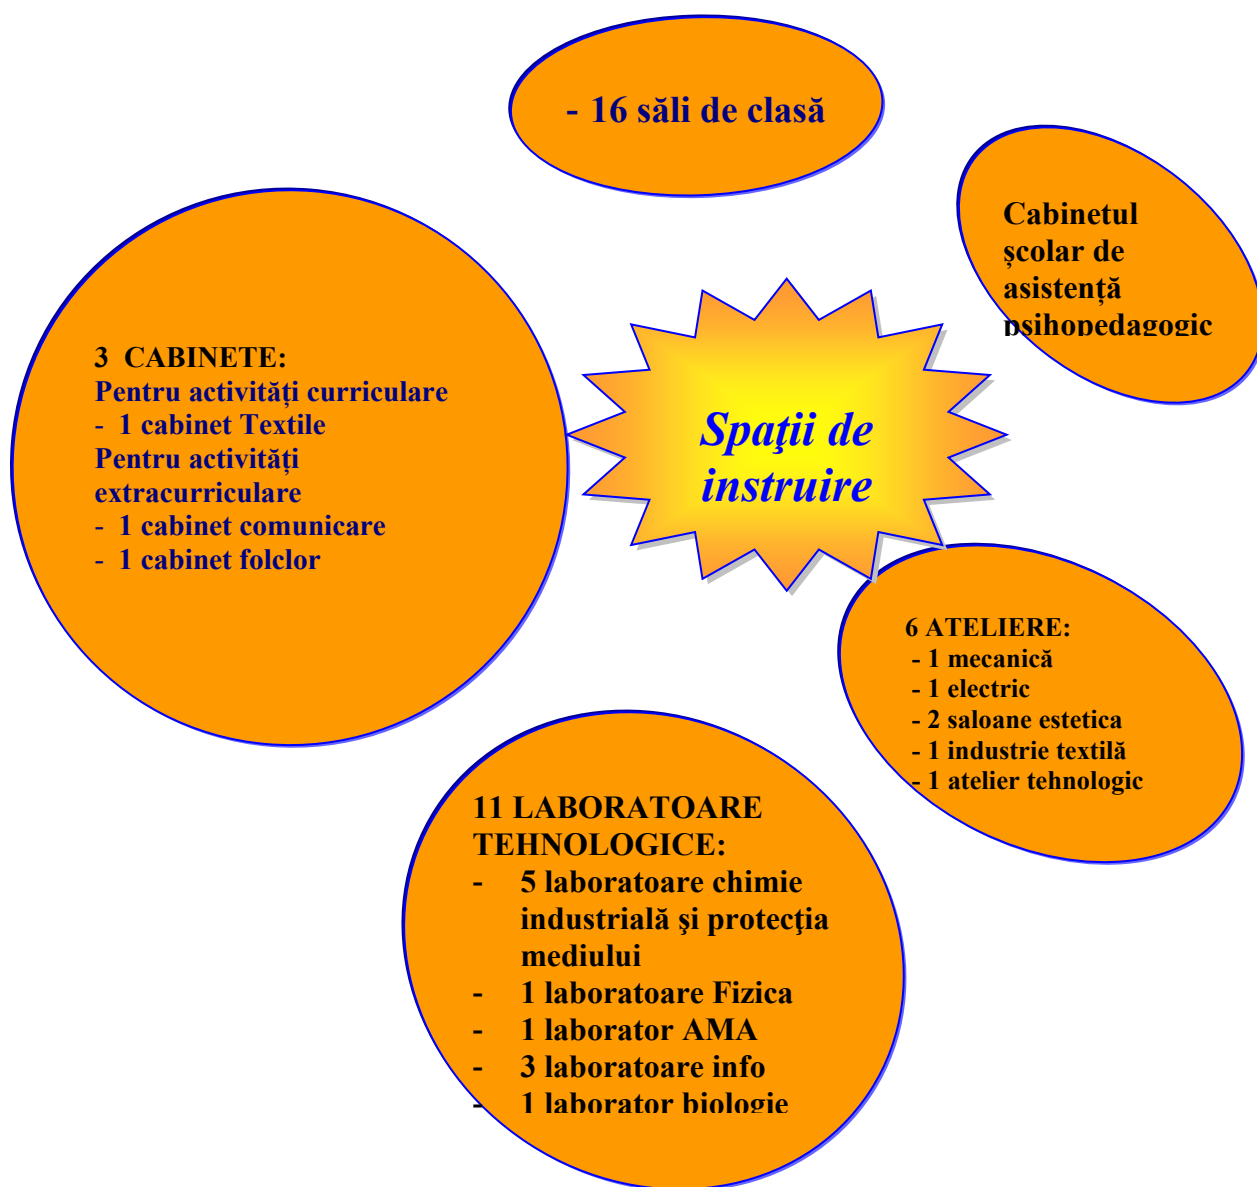 - 16 săli de clasă
Cabinetul
școlar de
asistență
psihopedagogic
3 CABINETE:
Pentru activități curriculare
- 1 cabinet Textile
Pentru activități
extracurriculare
- 1 cabinet comunicare
- 1 cabinet folclor
Spaţii de
instruire
6 ATELIERE:
- 1 mecanică
- 1 electric
- 2 saloane estetica
- 1 industrie textilă
- 1 atelier tehnologic
11 LABORATOARE
TEHNOLOGICE:
- 5 laboratoare chimie
industrială şi protecţia
mediului
- 1 laboratoare Fizica
- 1 laborator AMA
- 3 laboratoare info
- 1 laborator biologie